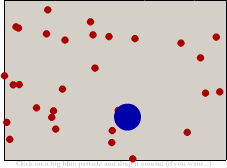 Click on a big blue particle and drag it around (if you want...)